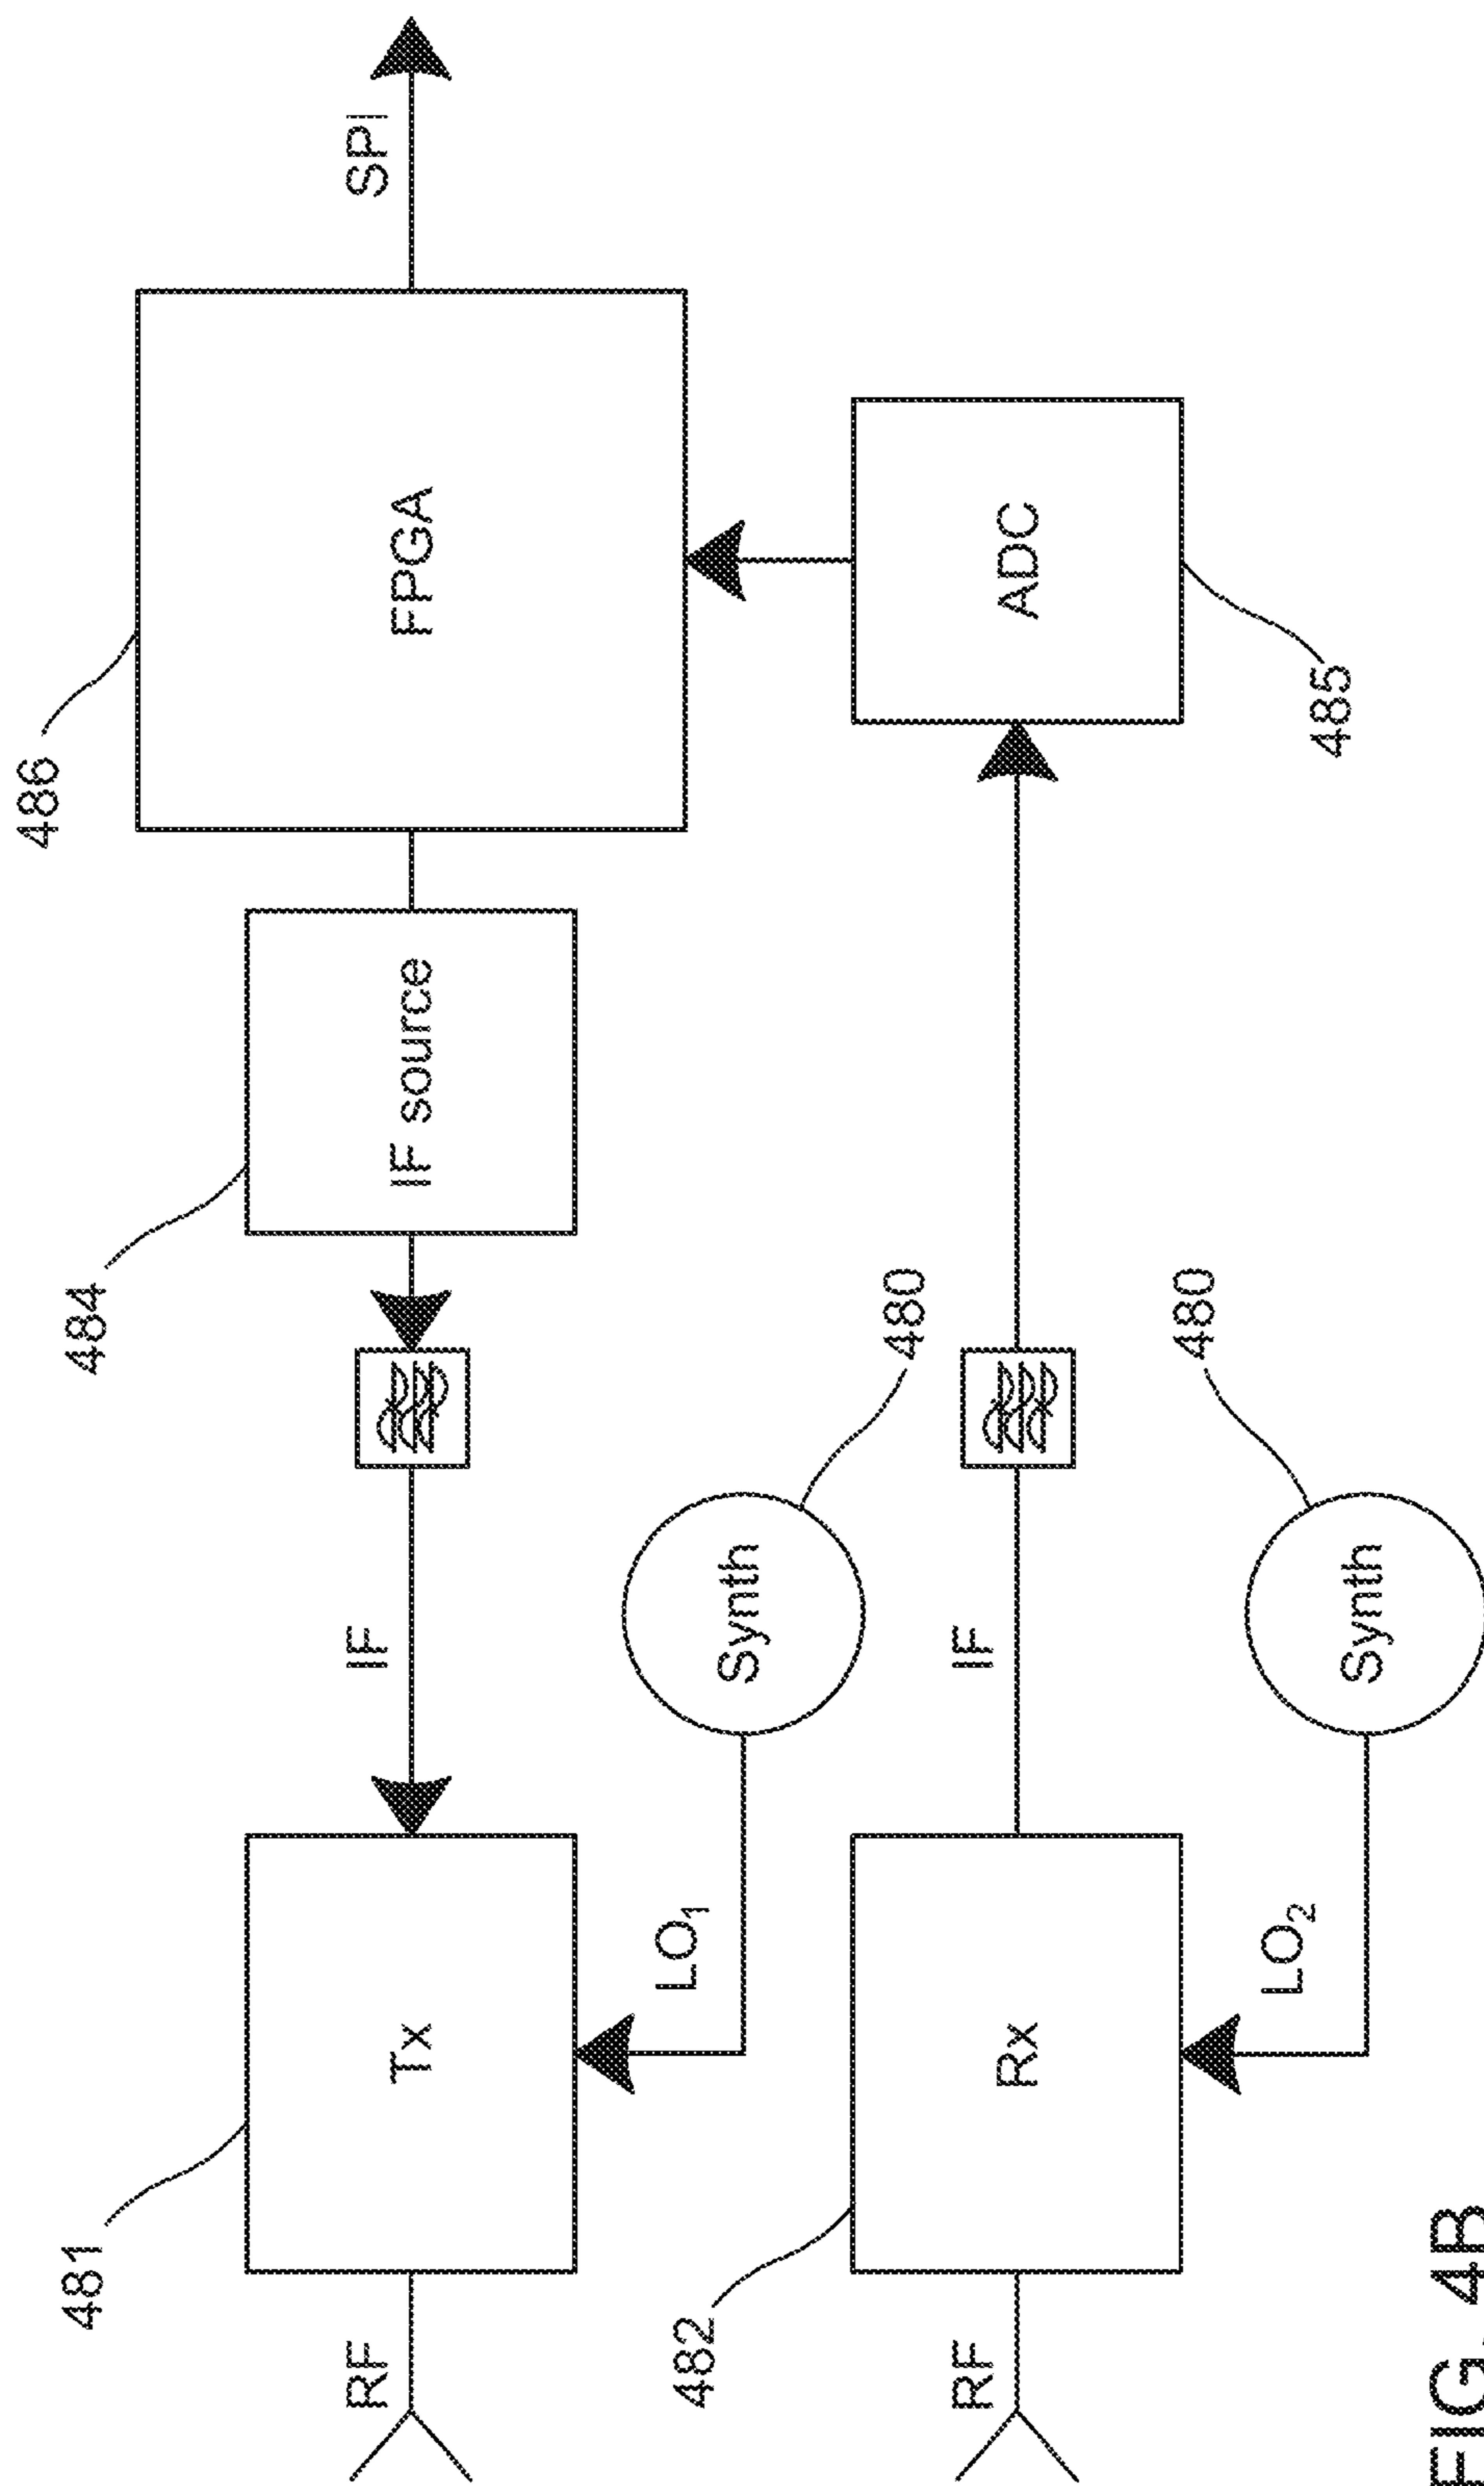 486
SPI
FPGA
484
IF source
ADC
485
IF
480
Synth
481
Tx
LO₁
IF
480
Synth
RF
482
Rx
LO₂
RF
FIG. 4B